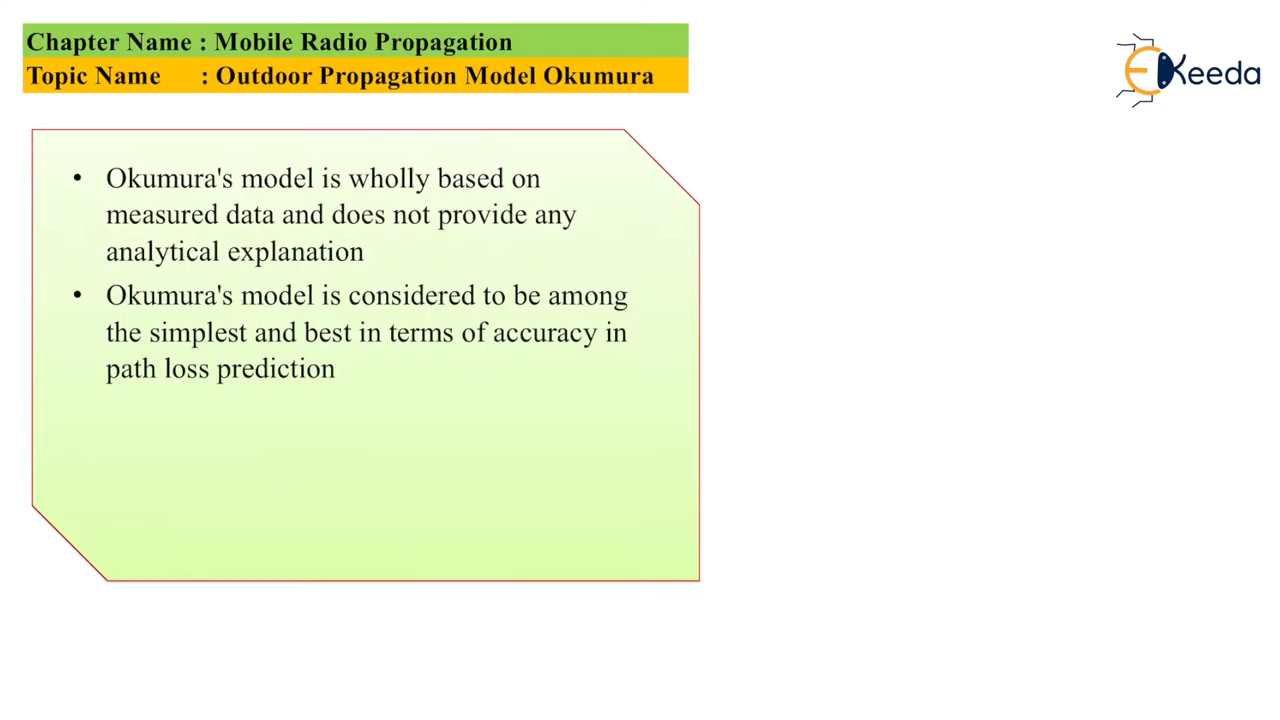 Chapter Name : Mobile Radio Propagation
Topic Name : Outdoor Propagation Model Okumura
EKeeda
• Okumura's model is wholly based on
measured data and does not provide any
analytical explanation
• Okumura's model is considered to be among
the simplest and best in terms of accuracy in
path loss prediction